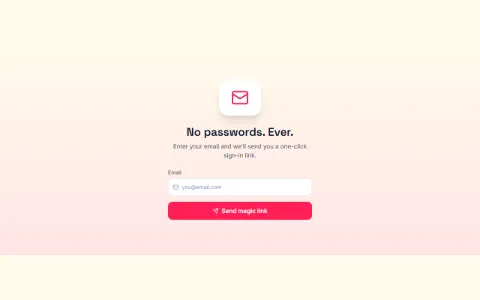 No passwords. Ever.
Enter your email and we'll send you a one-click
sign-in link.
Email
you@email.com
Send magic link